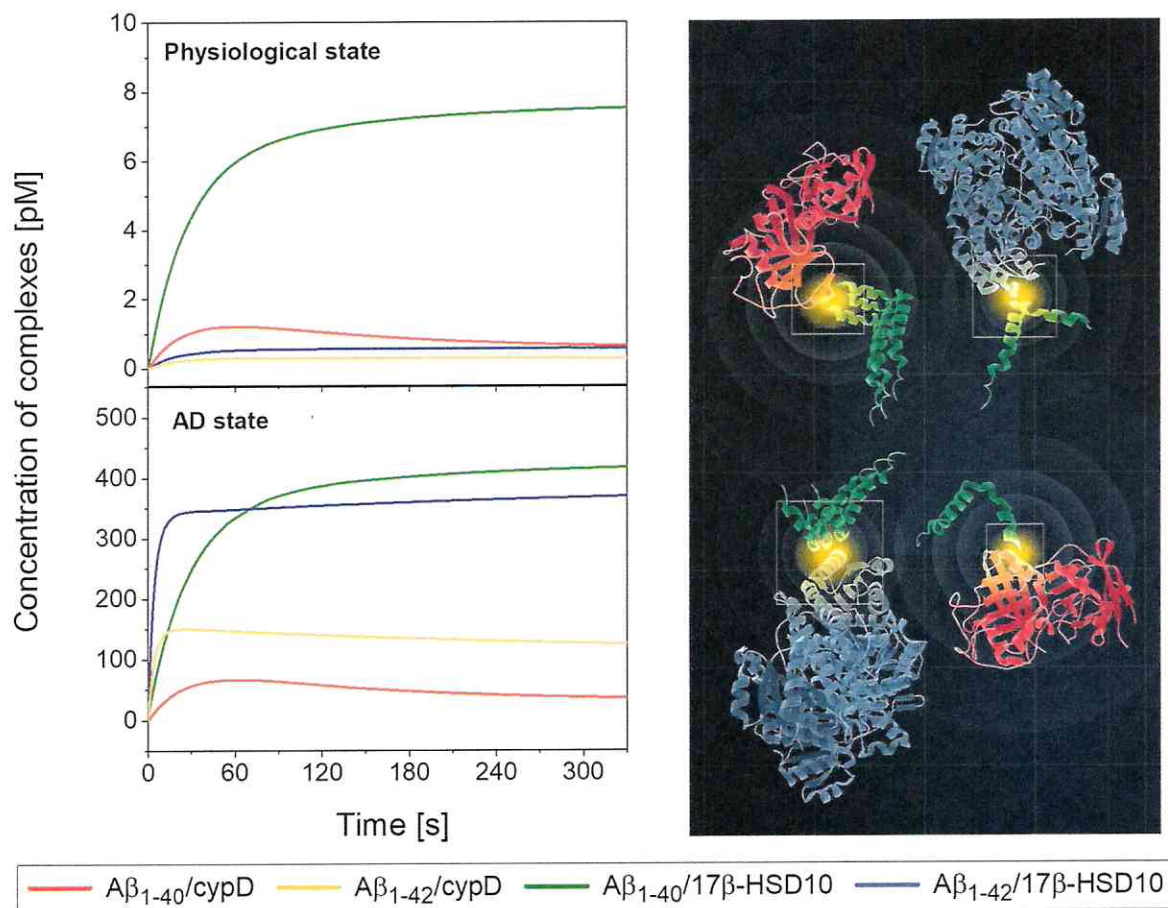 Concentration of complexes [pM]
Physiological state
10
8
6
4
2
0
AD state
500
400
300
200
100
0
0 60 120 180 240 300
Time [s]
Aβ1-40/cypD Aβ1-42/cypD Aβ1-40/17β-HSD10 Aβ1-42/17β-HSD10